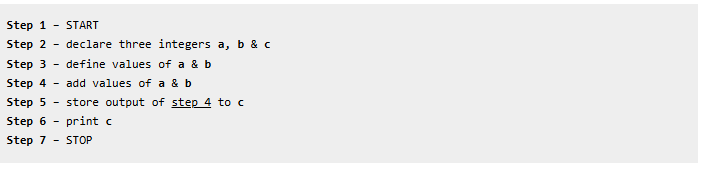 Step 1 – START
Step 2 – declare three integers a, b & c
Step 3 – define values of a & b
Step 4 – add values of a & b
Step 5 – store output of step 4 to c
Step 6 – print c
Step 7 – STOP